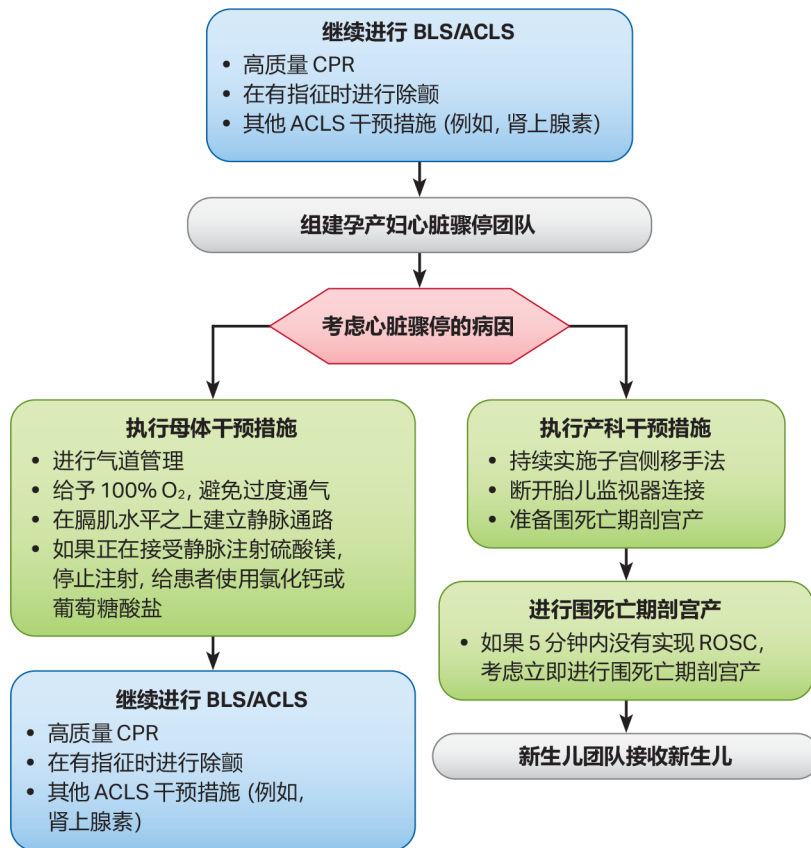 继续进行 BLS/ACLS
• 高质量 CPR
• 在有指征时进行除颤
• 其他 ACLS 干预措施 (例如, 肾上腺素)
组建孕产妇心脏骤停团队
考虑心脏骤停的病因
执行母体干预措施
• 进行气道管理
• 给予 100% O₂, 避免过度通气
• 在膈肌水平之上建立静脉通路
• 如果正在接受静脉注射硫酸镁,
停止注射, 给患者使用氯化钙或
葡萄糖酸盐
继续进行 BLS/ACLS
• 高质量 CPR
• 在有指征时进行除颤
• 其他 ACLS 干预措施 (例如,
肾上腺素)
执行产科干预措施
• 持续实施子宫侧移手法
• 断开胎儿监视器连接
• 准备围死亡期剖宫产
进行围死亡期剖宫产
• 如果 5 分钟内没有实现 ROSC,
考虑立即进行围死亡期剖宫产
新生儿团队接收新生儿